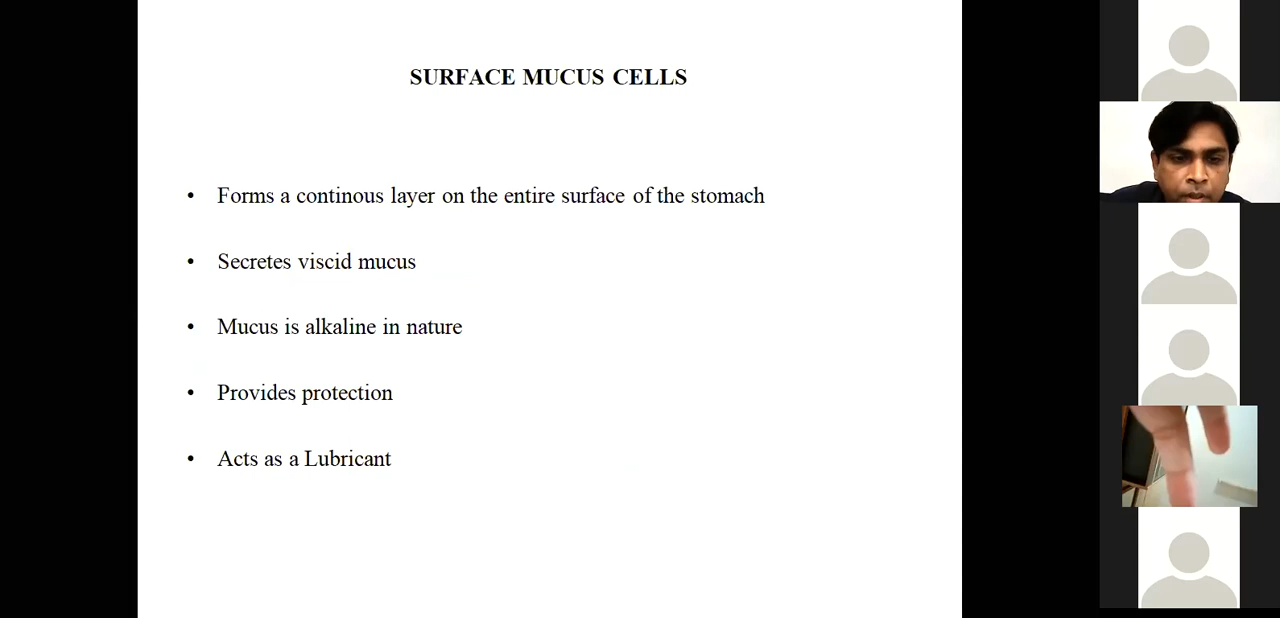 SURFACE MUCUS CELLS
• Forms a continous layer on the entire surface of the stomach
• Secretes viscid mucus
• Mucus is alkaline in nature
• Provides protection
• Acts as a Lubricant